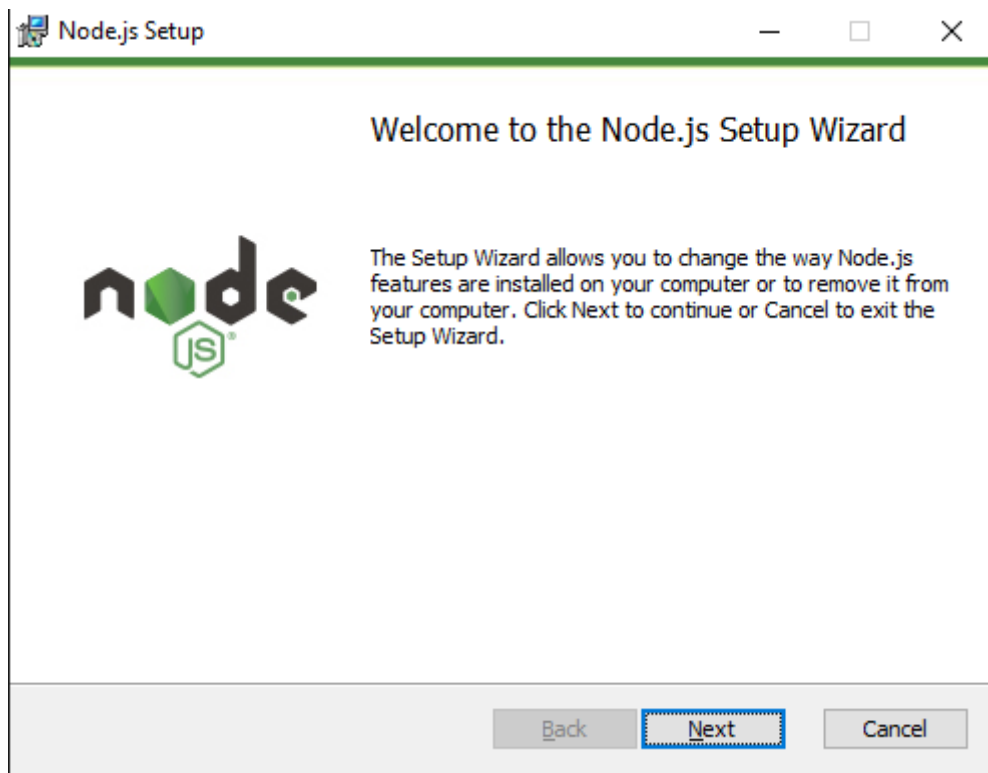 Node.js Setup
Welcome to the Node.js Setup Wizard
The Setup Wizard allows you to change the way Node.js
features are installed on your computer or to remove it from
your computer. Click Next to continue or Cancel to exit the
Setup Wizard.
node
JS®
Back
Next
Cancel